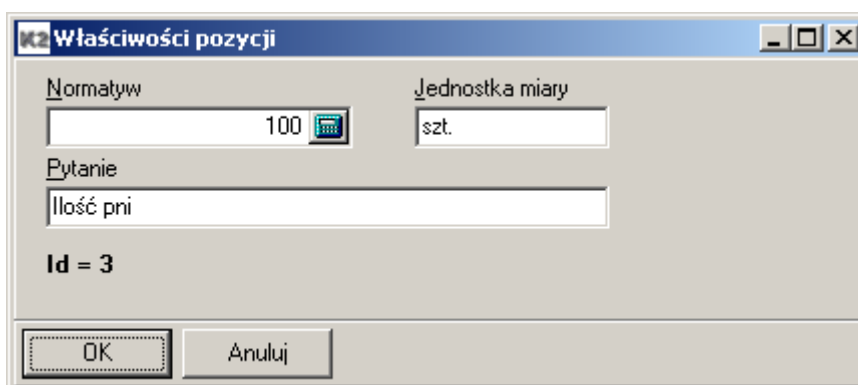 K2 Właściwości pozycji
Normatyw Jednostka miary
100 szt.
Pytanie
Ilość pni
Id = 3
OK Anuluj